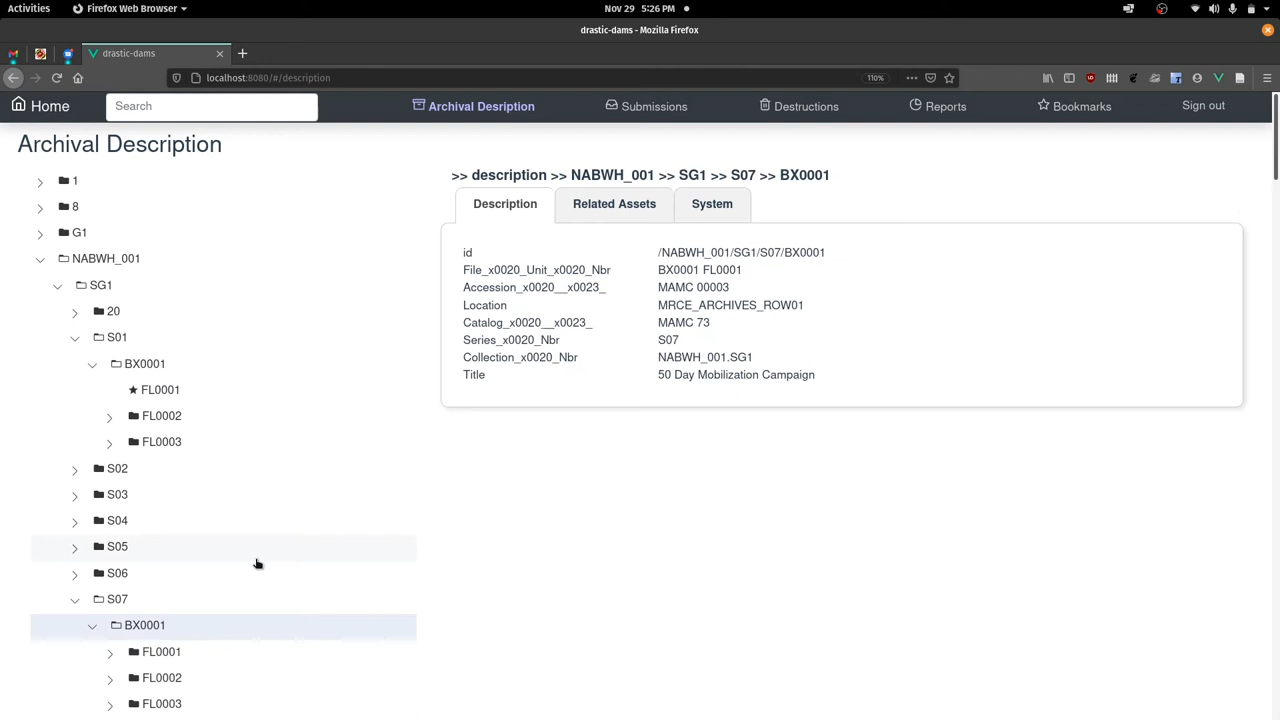 Activities Firefox Web Browser Nov 29 5:26 PM
drastic-dams - Mozilla Firefox
drastic-dams
localhost:8080/#/description 110%
Home Search Archival Desription Submissions Destructions Reports Bookmarks Sign out
Archival Description
1
8
G1
NABWH_001
SG1
20
S01
BX0001
FL0001
FL0002
FL0003
S02
S03
S04
S05
S06
S07
BX0001
FL0001
FL0002
FL0003
>> description >> NABWH_001 >> SG1 >> S07 >> BX0001
Description Related Assets System
id /NABWH_001/SG1/S07/BX0001
File_x0020_Unit_x0020_Nbr BX0001 FL0001
Accession_x0020__x0023_ MAMC 00003
Location MRCE_ARCHIVES_ROW01
Catalog_x0020__x0023_ MAMC 73
Series_x0020_Nbr S07
Collection_x0020_Nbr NABWH_001.SG1
Title 50 Day Mobilization Campaign